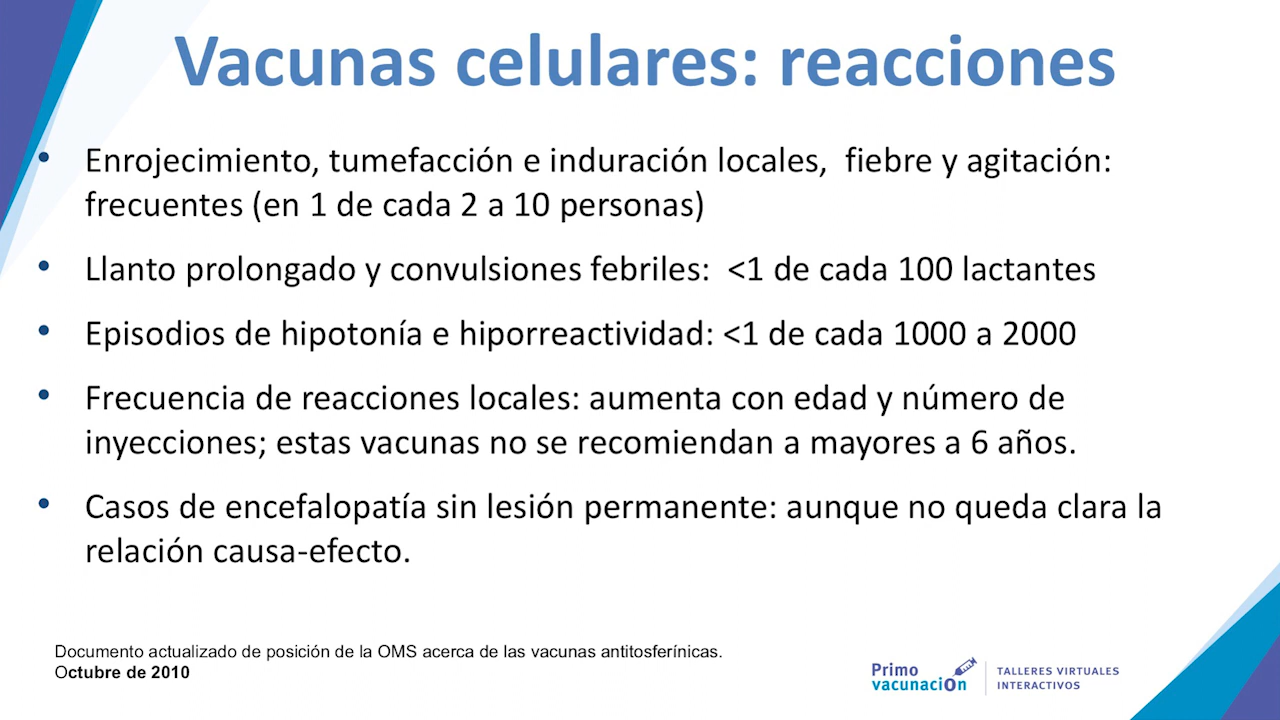 Vacunas celulares: reacciones
• Enrojecimiento, tumefacción e induración locales,  fiebre y agitación:
frecuentes (en 1 de cada 2 a 10 personas)
• Llanto prolongado y convulsiones febriles:  <1 de cada 100 lactantes
• Episodios de hipotonía e hiporreactividad: <1 de cada 1000 a 2000
• Frecuencia de reacciones locales: aumenta con edad y número de
inyecciones; estas vacunas no se recomiendan a mayores a 6 años.
• Casos de encefalopatía sin lesión permanente: aunque no queda clara la
relación causa-efecto.
Documento actualizado de posición de la OMS acerca de las vacunas antitosferínicas.
Octubre de 2010
Primo
vacunación
TALLERES VIRTUALES
INTERACTIVOS